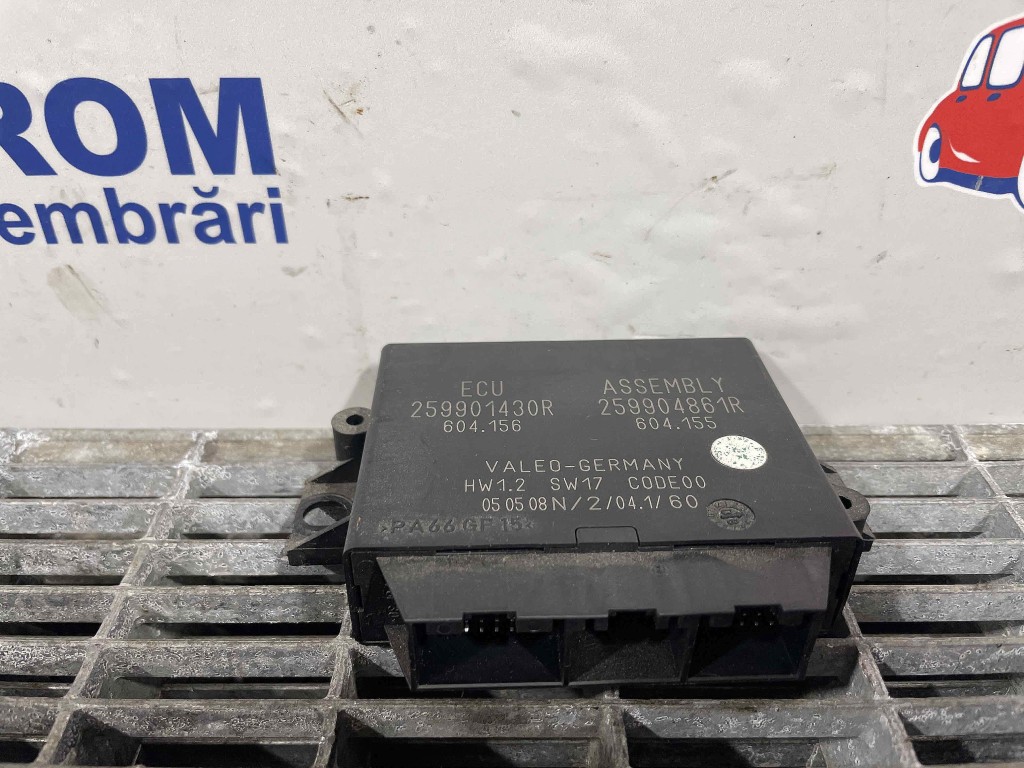 ROM
embrări
ECU ASSEMBLY
259901430R 259904861R
604.156 604.155
VALEO-GERMANY
HW1.2 SW17 CODE00
05 05 08 N/2/04.1/60
>PA66GF15<